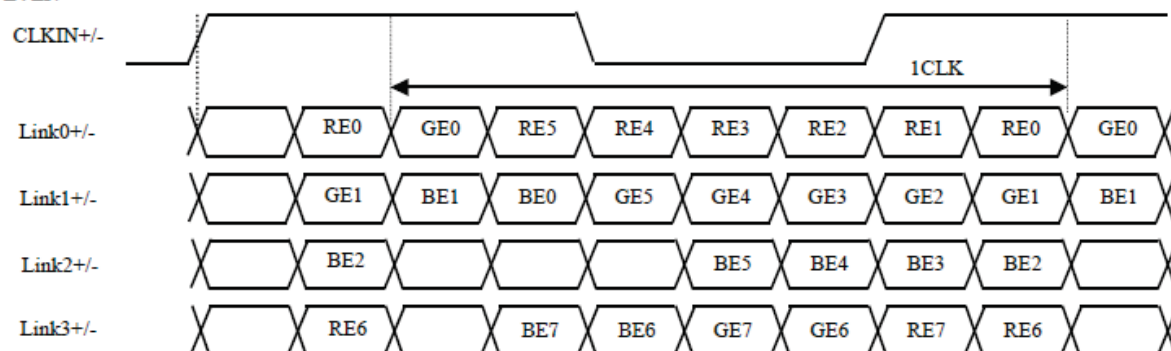 CLKIN+/-
1CLK
Link0+/- RE0 GE0 RE5 RE4 RE3 RE2 RE1 RE0 GE0
Link1+/- GE1 BE1 BE0 GE5 GE4 GE3 GE2 GE1 BE1
Link2+/- BE2 BE5 BE4 BE3 BE2
Link3+/- RE6 BE7 BE6 GE7 GE6 RE7 RE6